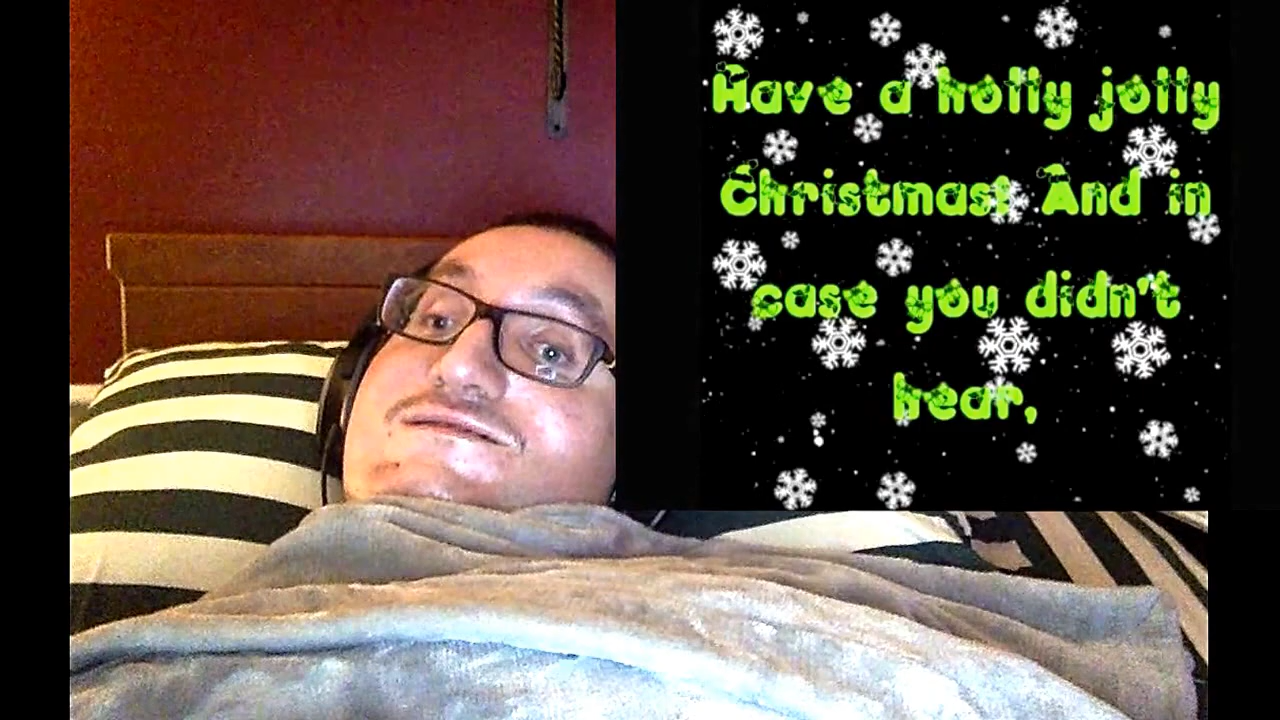 Have a holly jolly
Christmas! And in
case you didn't
hear,